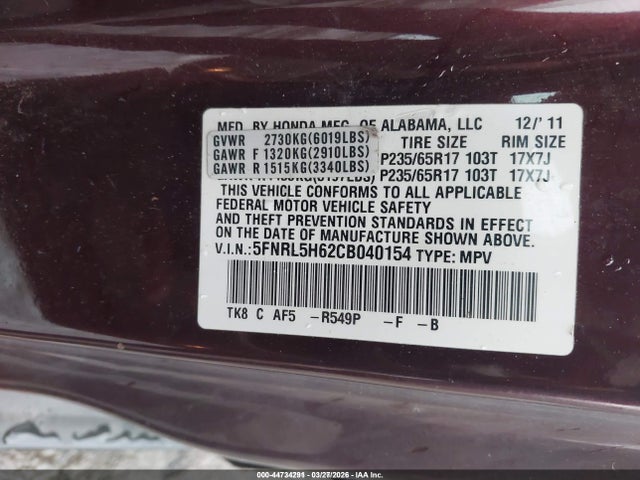 MFD. BY HONDA MFG. OF ALABAMA, LLC 12/'11
GVWR 2730KG(6019LBS) TIRE SIZE RIM SIZE
GAWR F 1320KG(2910LBS) P235/65R17 103T 17X7J
GAWR R 1515KG(3340LBS) P235/65R17 103T 17X7J
THIS VEHICLE CONFORMS TO ALL APPLICABLE
FEDERAL MOTOR VEHICLE SAFETY
AND THEFT PREVENTION STANDARDS IN EFFECT
ON THE DATE OF MANUFACTURE SHOWN ABOVE.
V.I.N.: 5FNRL5H62CB040154 TYPE: MPV
TK8 C AF5 -R549P -F -B
000-44734291 - 03/27/2026 - IAA Inc.